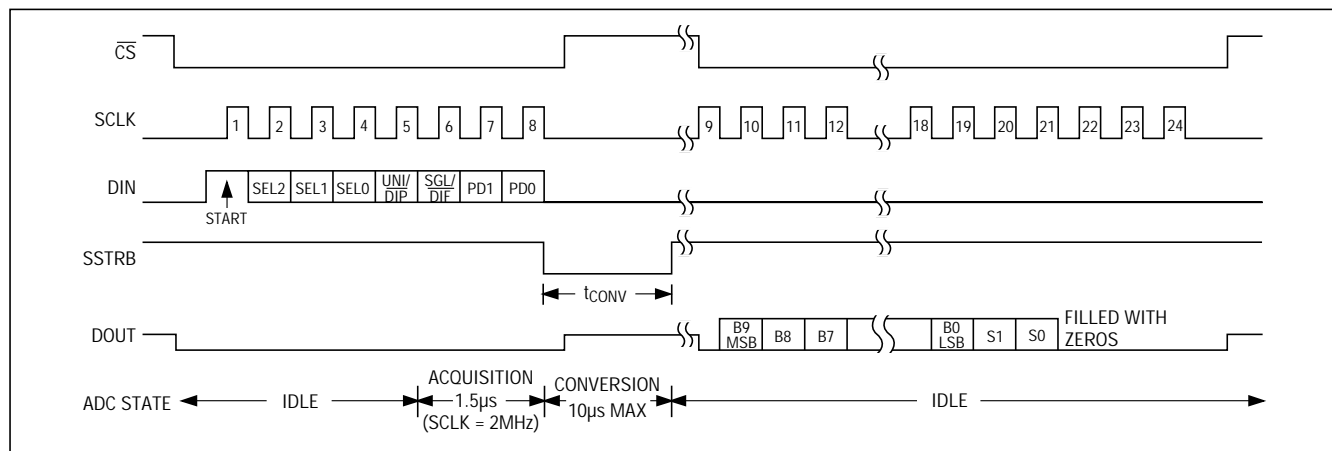 CS
SCLK
1 2 3 4 5 6 7 8 9 10 11 12 18 19 20 21 22 23 24
DIN
SEL2 SEL1 SEL0 UNI/DIP SGL/DIF PD1 PD0
START
SSTRB
tCONV
DOUT
B9 MSB B8 B7 B0 LSB S1 S0 FILLED WITH ZEROS
ADC STATE
IDLE
ACQUISITION
1.5µs
(SCLK = 2MHz)
CONVERSION
10µs MAX
IDLE